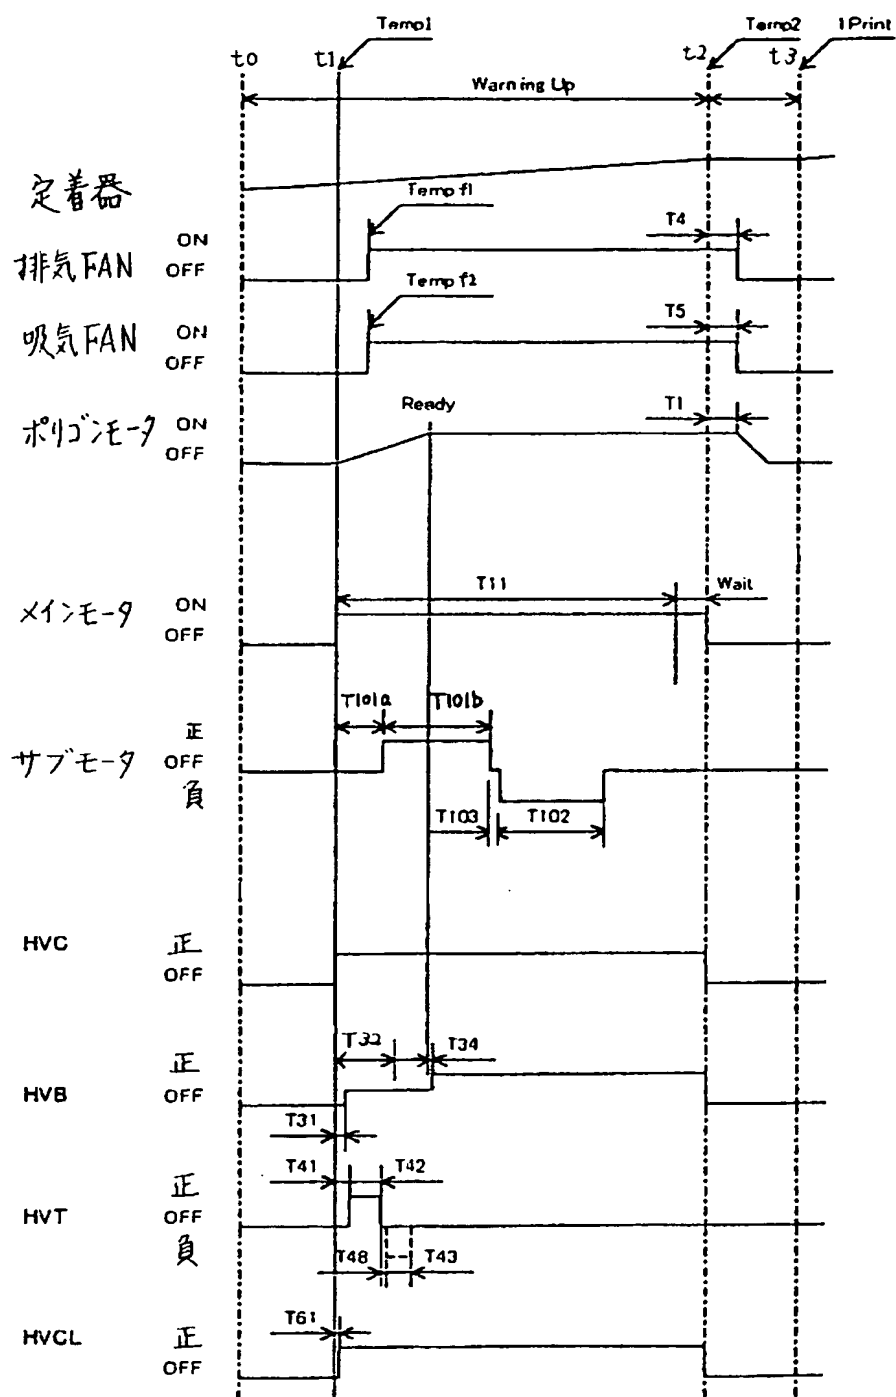 Temp1 Temp2 1Print
t0 t1 t2 t3
Warning Up
定着器
Temp f1 T4
排気FAN ON
OFF
Temp f2 T5
吸気FAN ON
OFF
Ready T1
ポリゴンモータ ON
OFF
T11 Wait
メインモータ ON
OFF
T101a T101b
正
サブモータ OFF
負
T103 T102
HVC 正
OFF
T32 T34
正
HVB OFF
T31
T41 T42
正
HVT OFF
負
T48 T43
T61
HVCL 正
OFF